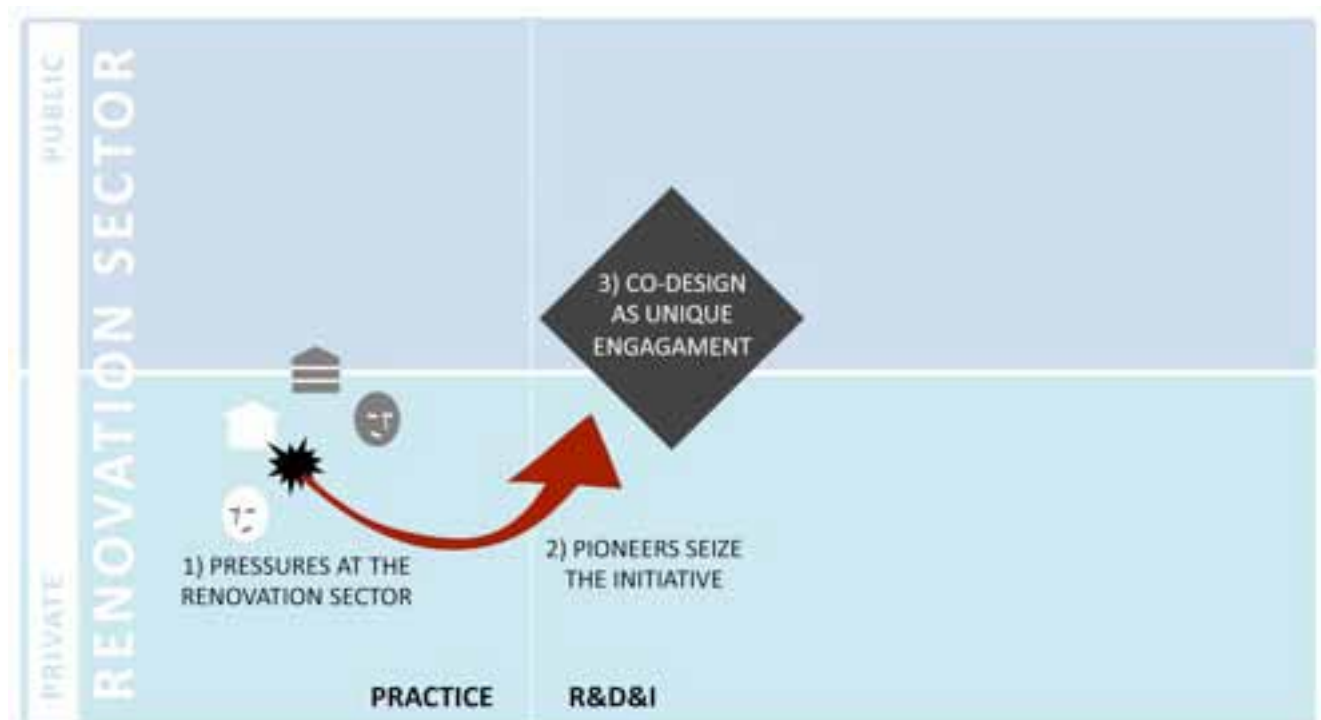 PUBLIC
RENOVATION SECTOR
PRIVATE
3) CO-DESIGN
AS UNIQUE
ENGAGAMENT
1) PRESSURES AT THE
RENOVATION SECTOR
2) PIONEERS SEIZE
THE INITIATIVE
PRACTICE
R&D&I